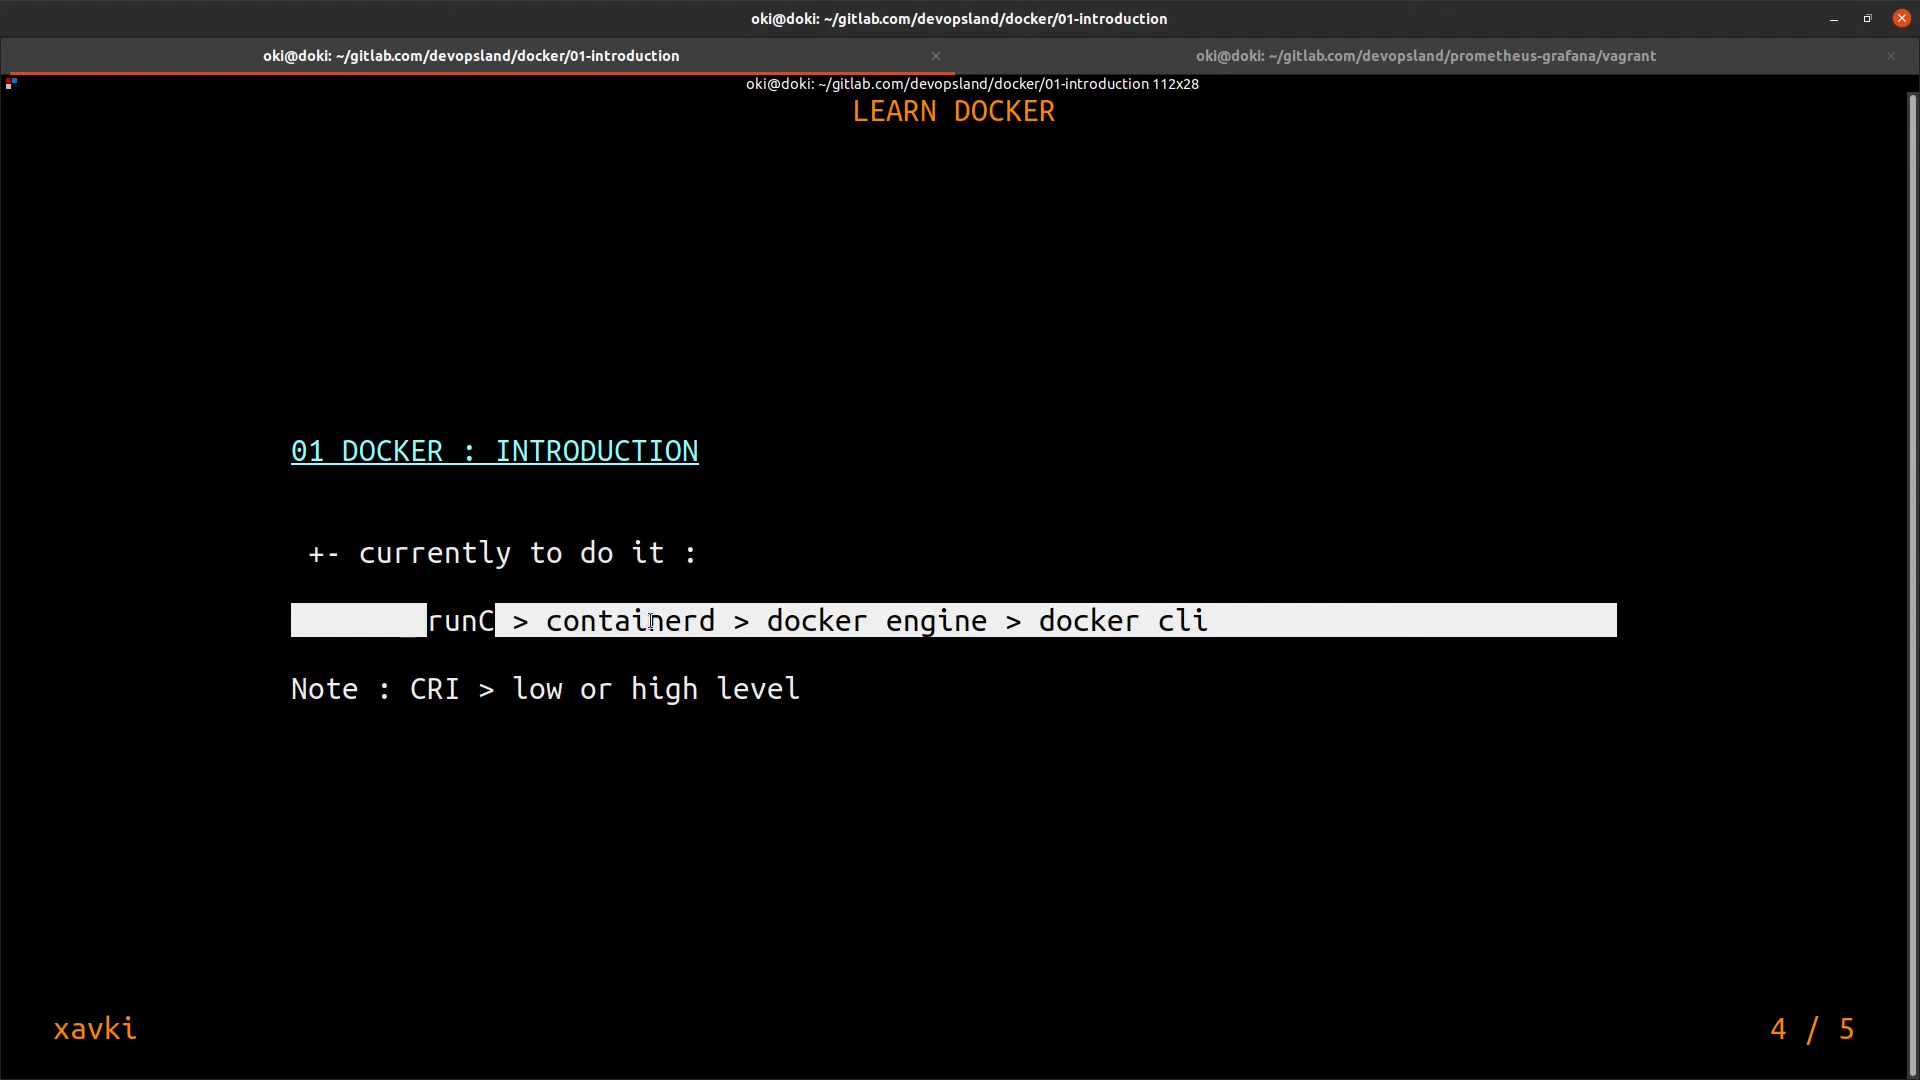 oki@doki: ~/gitlab.com/devopsland/docker/01-introduction
oki@doki: ~/gitlab.com/devopsland/docker/01-introduction
oki@doki: ~/gitlab.com/devopsland/prometheus-grafana/vagrant
oki@doki: ~/gitlab.com/devopsland/docker/01-introduction 112x28
LEARN DOCKER
01 DOCKER : INTRODUCTION
+- currently to do it :
runC > containerd > docker engine > docker cli
Note : CRI > low or high level
xavki
4 / 5